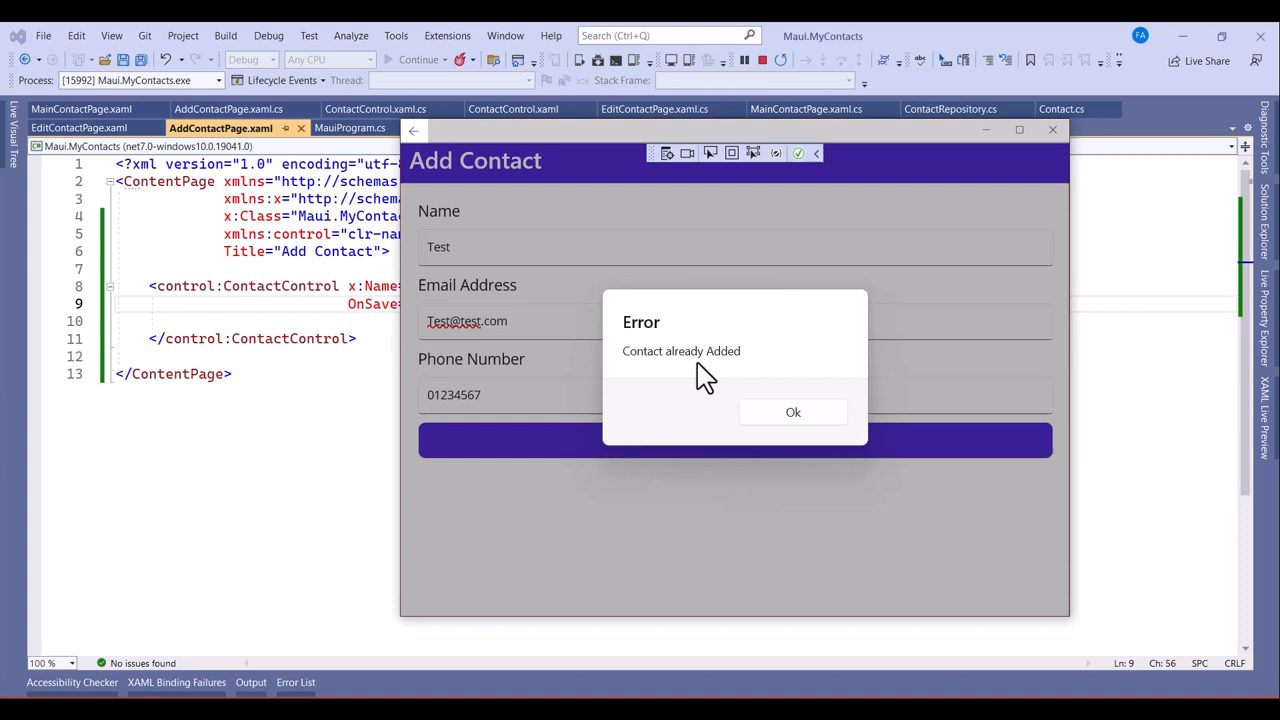 File Edit View Git Project Build Debug Test Analyze Tools Extensions Window Help Search (Ctrl+Q) Maui.MyContacts FA
Debug Any CPU Continue Live Share
Process: [15992] Maui.MyContacts.exe Lifecycle Events Thread: Stack Frame:
MainContactPage.xaml AddContactPage.xaml.cs ContactControl.xaml.cs ContactControl.xaml EditContactPage.xaml.cs MainContactPage.xaml.cs ContactRepository.cs Contact.cs
EditContactPage.xaml AddContactPage.xaml MauiProgram.cs
Maui.MyContacts (net7.0-windows10.0.19041.0)
Live Visual Tree
1 <?xml version="1.0" encoding="utf-8
2 <ContentPage xmlns="http://schemas
3 xmlns:x="http://schema
4 x:Class="Maui.MyConta
5 xmlns:control="clr-na
6 Title="Add Contact">
7
8 <control:ContactControl x:Name=
9 OnSave=
10
11 </control:ContactControl>
12
13 </ContentPage>
Add Contact
Name
Test
Email Address
Test@test.com
Phone Number
01234567
Error
Contact already Added
Ok
Diagnostic Tools
Solution Explorer
Live Property Explorer
XAML Live Preview
100 % No issues found Ln: 9 Ch: 56 SPC CRLF
Accessibility Checker XAML Binding Failures Output Error List